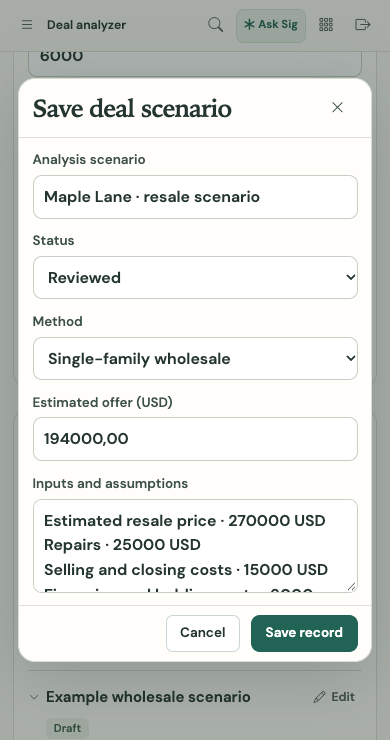 Deal analyzer
Ask Sig
6000
Save deal scenario
Analysis scenario
Maple Lane · resale scenario
Status
Reviewed
Method
Single-family wholesale
Estimated offer (USD)
194000,00
Inputs and assumptions
Estimated resale price · 270000 USD
Repairs · 25000 USD
Selling and closing costs · 15000 USD
Cancel
Save record
Example wholesale scenario
Edit
Draft